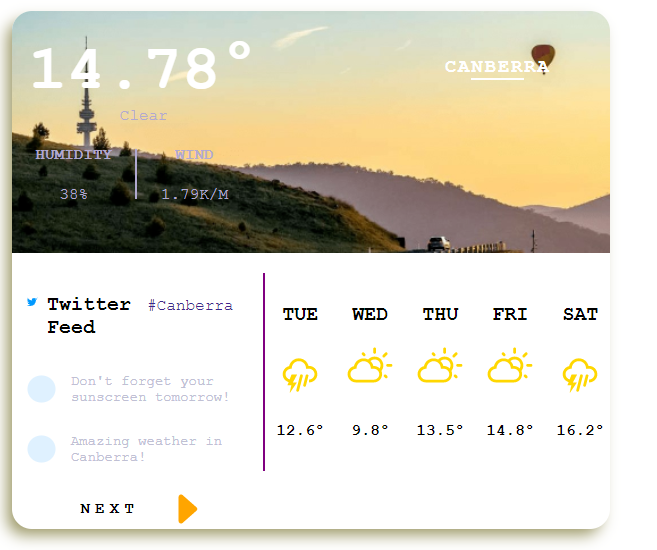 14.78°
CANBERRA
Clear
HUMIDITY WIND
38% 1.79K/M
Twitter Feed #Canberra
Don't forget your
sunscreen tomorrow!
Amazing weather in
Canberra!
NEXT
TUE WED THU FRI SAT
12.6° 9.8° 13.5° 14.8° 16.2°